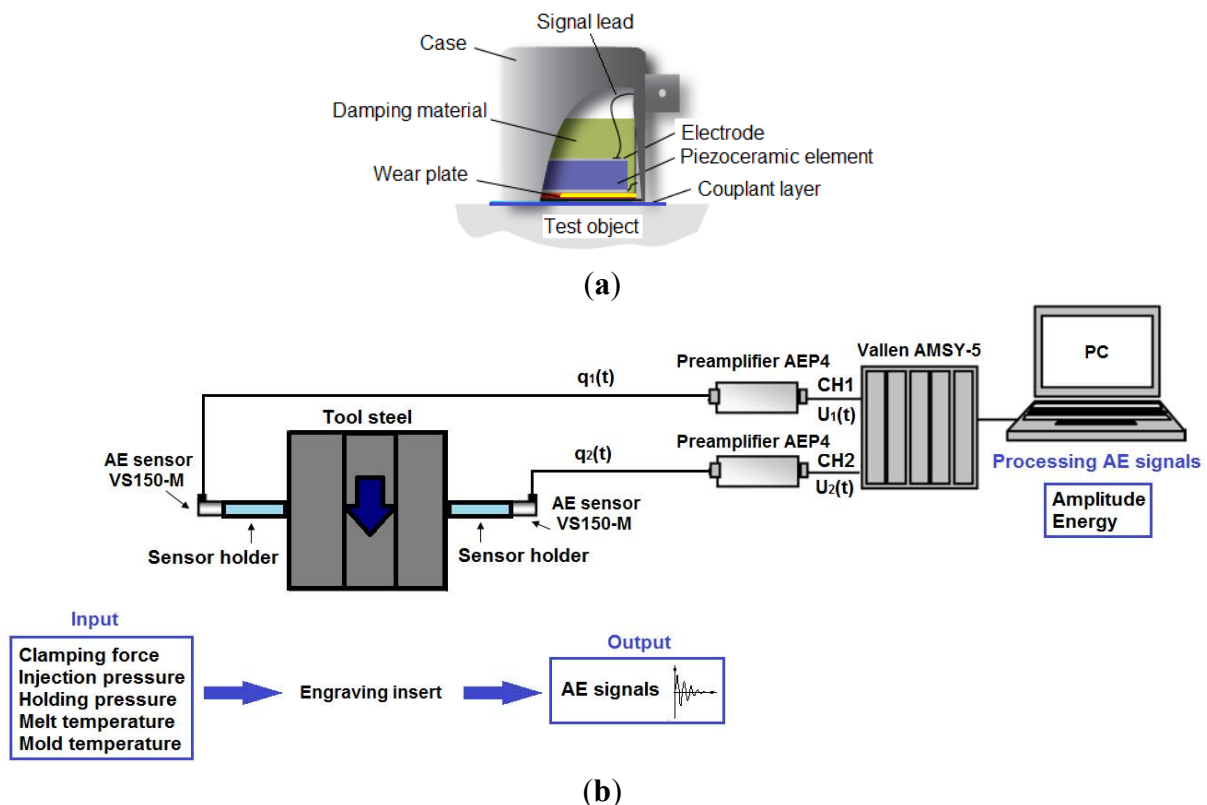 Signal lead
Case
Damping material
Electrode
Piezoceramic element
Wear plate
Couplant layer
Test object
(a)
Vallen AMSY-5
PC
Preamplifier AEP4
CH1
q1(t)
U1(t)
Tool steel
Preamplifier AEP4
q2(t)
CH2
U2(t)
Processing AE signals
AE sensor
VS150-M
Amplitude
Energy
AE sensor
VS150-M
Sensor holder
Sensor holder
Input
Clamping force
Injection pressure
Holding pressure
Melt temperature
Mold temperature
Engraving insert
Output
AE signals
(b)